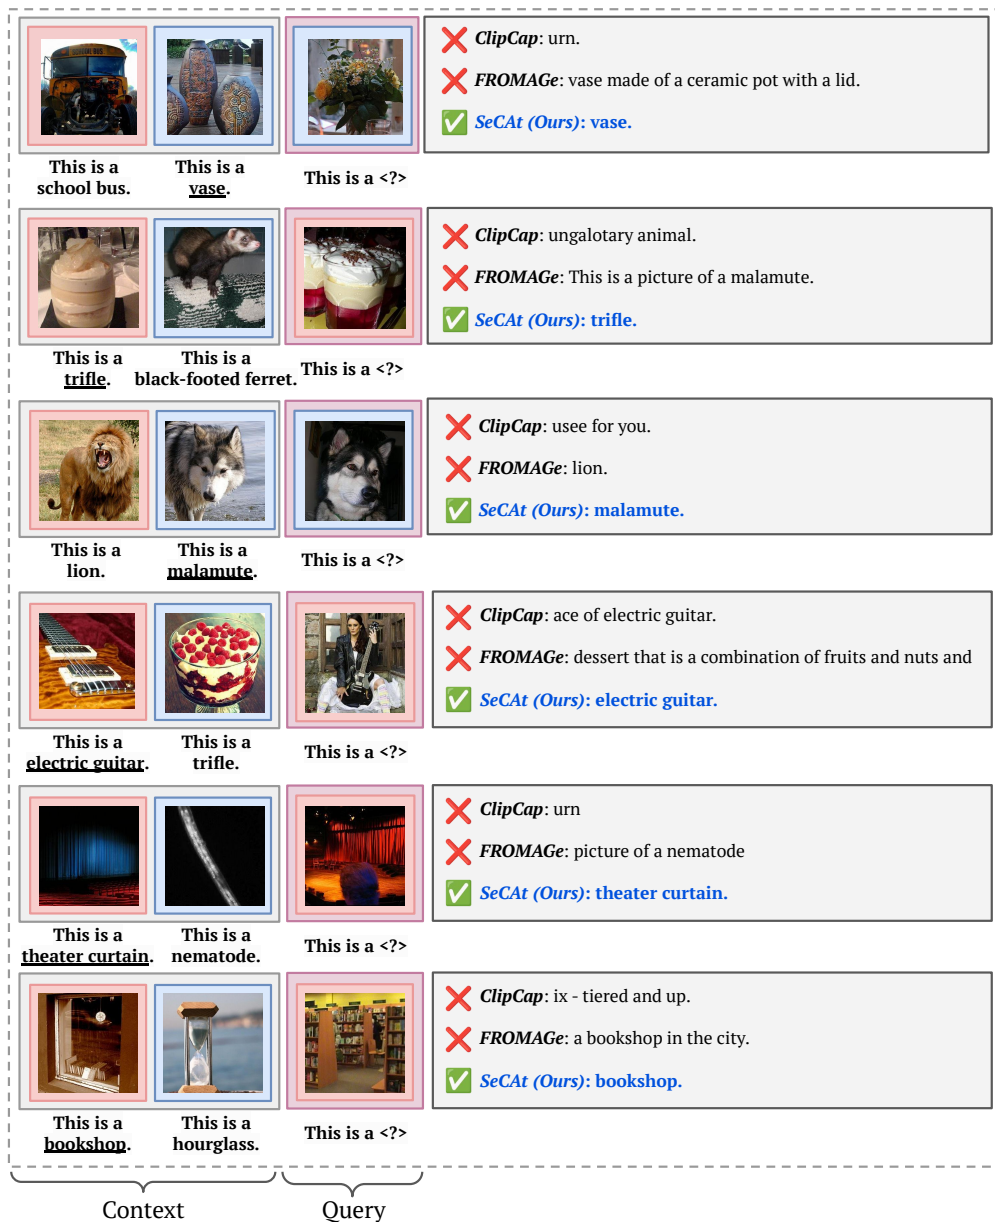 SCHOOL BUS
ClipCap: urn.
FROMAGe: vase made of a ceramic pot with a lid.
SeCAt (Ours): vase.
This is a
school bus.
This is a
vase.
This is a <?>
ClipCap: ungalotary animal.
FROMAGe: This is a picture of a malamute.
SeCAt (Ours): trifle.
This is a
trifle.
This is a
black-footed ferret.
This is a <?>
ClipCap: usee for you.
FROMAGe: lion.
SeCAt (Ours): malamute.
This is a
lion.
This is a
malamute.
This is a <?>
ClipCap: ace of electric guitar.
FROMAGe: dessert that is a combination of fruits and nuts and
SeCAt (Ours): electric guitar.
This is a
electric guitar.
This is a
trifle.
This is a <?>
ClipCap: urn
FROMAGe: picture of a nematode
SeCAt (Ours): theater curtain.
This is a
theater curtain.
This is a
nematode.
This is a <?>
ClipCap: ix - tiered and up.
FROMAGe: a bookshop in the city.
SeCAt (Ours): bookshop.
This is a
bookshop.
This is a
hourglass.
This is a <?>
Context
Query